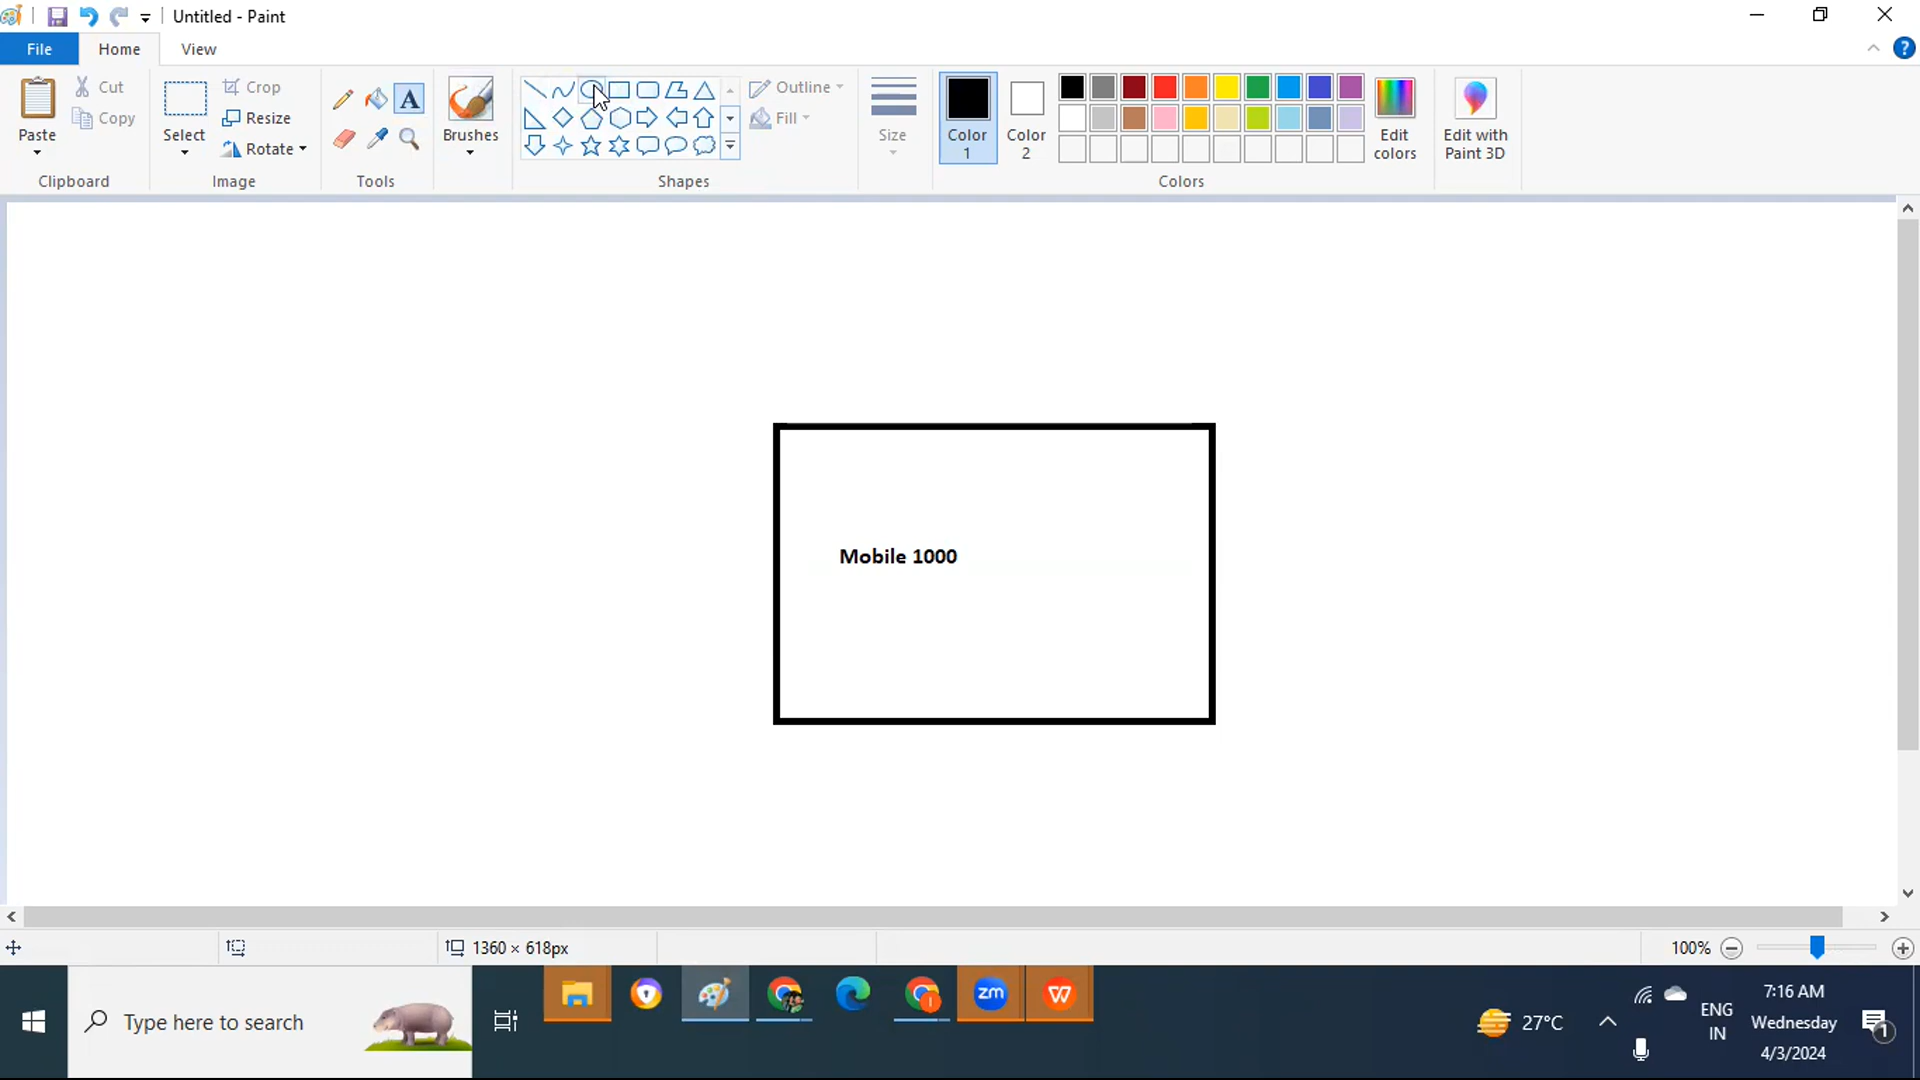 Untitled - Paint
File
Home
View
Paste
Cut
Copy
Clipboard
Select
Crop
Resize
Rotate
Image
A
Tools
Brushes
Shapes
Outline
Fill
Size
Color 1
Color 2
Colors
Edit colors
Edit with Paint 3D
Mobile 1000
1360 × 618px
100%
Type here to search
zm
W
27°C
ENG
IN
7:16 AM
Wednesday
4/3/2024
1